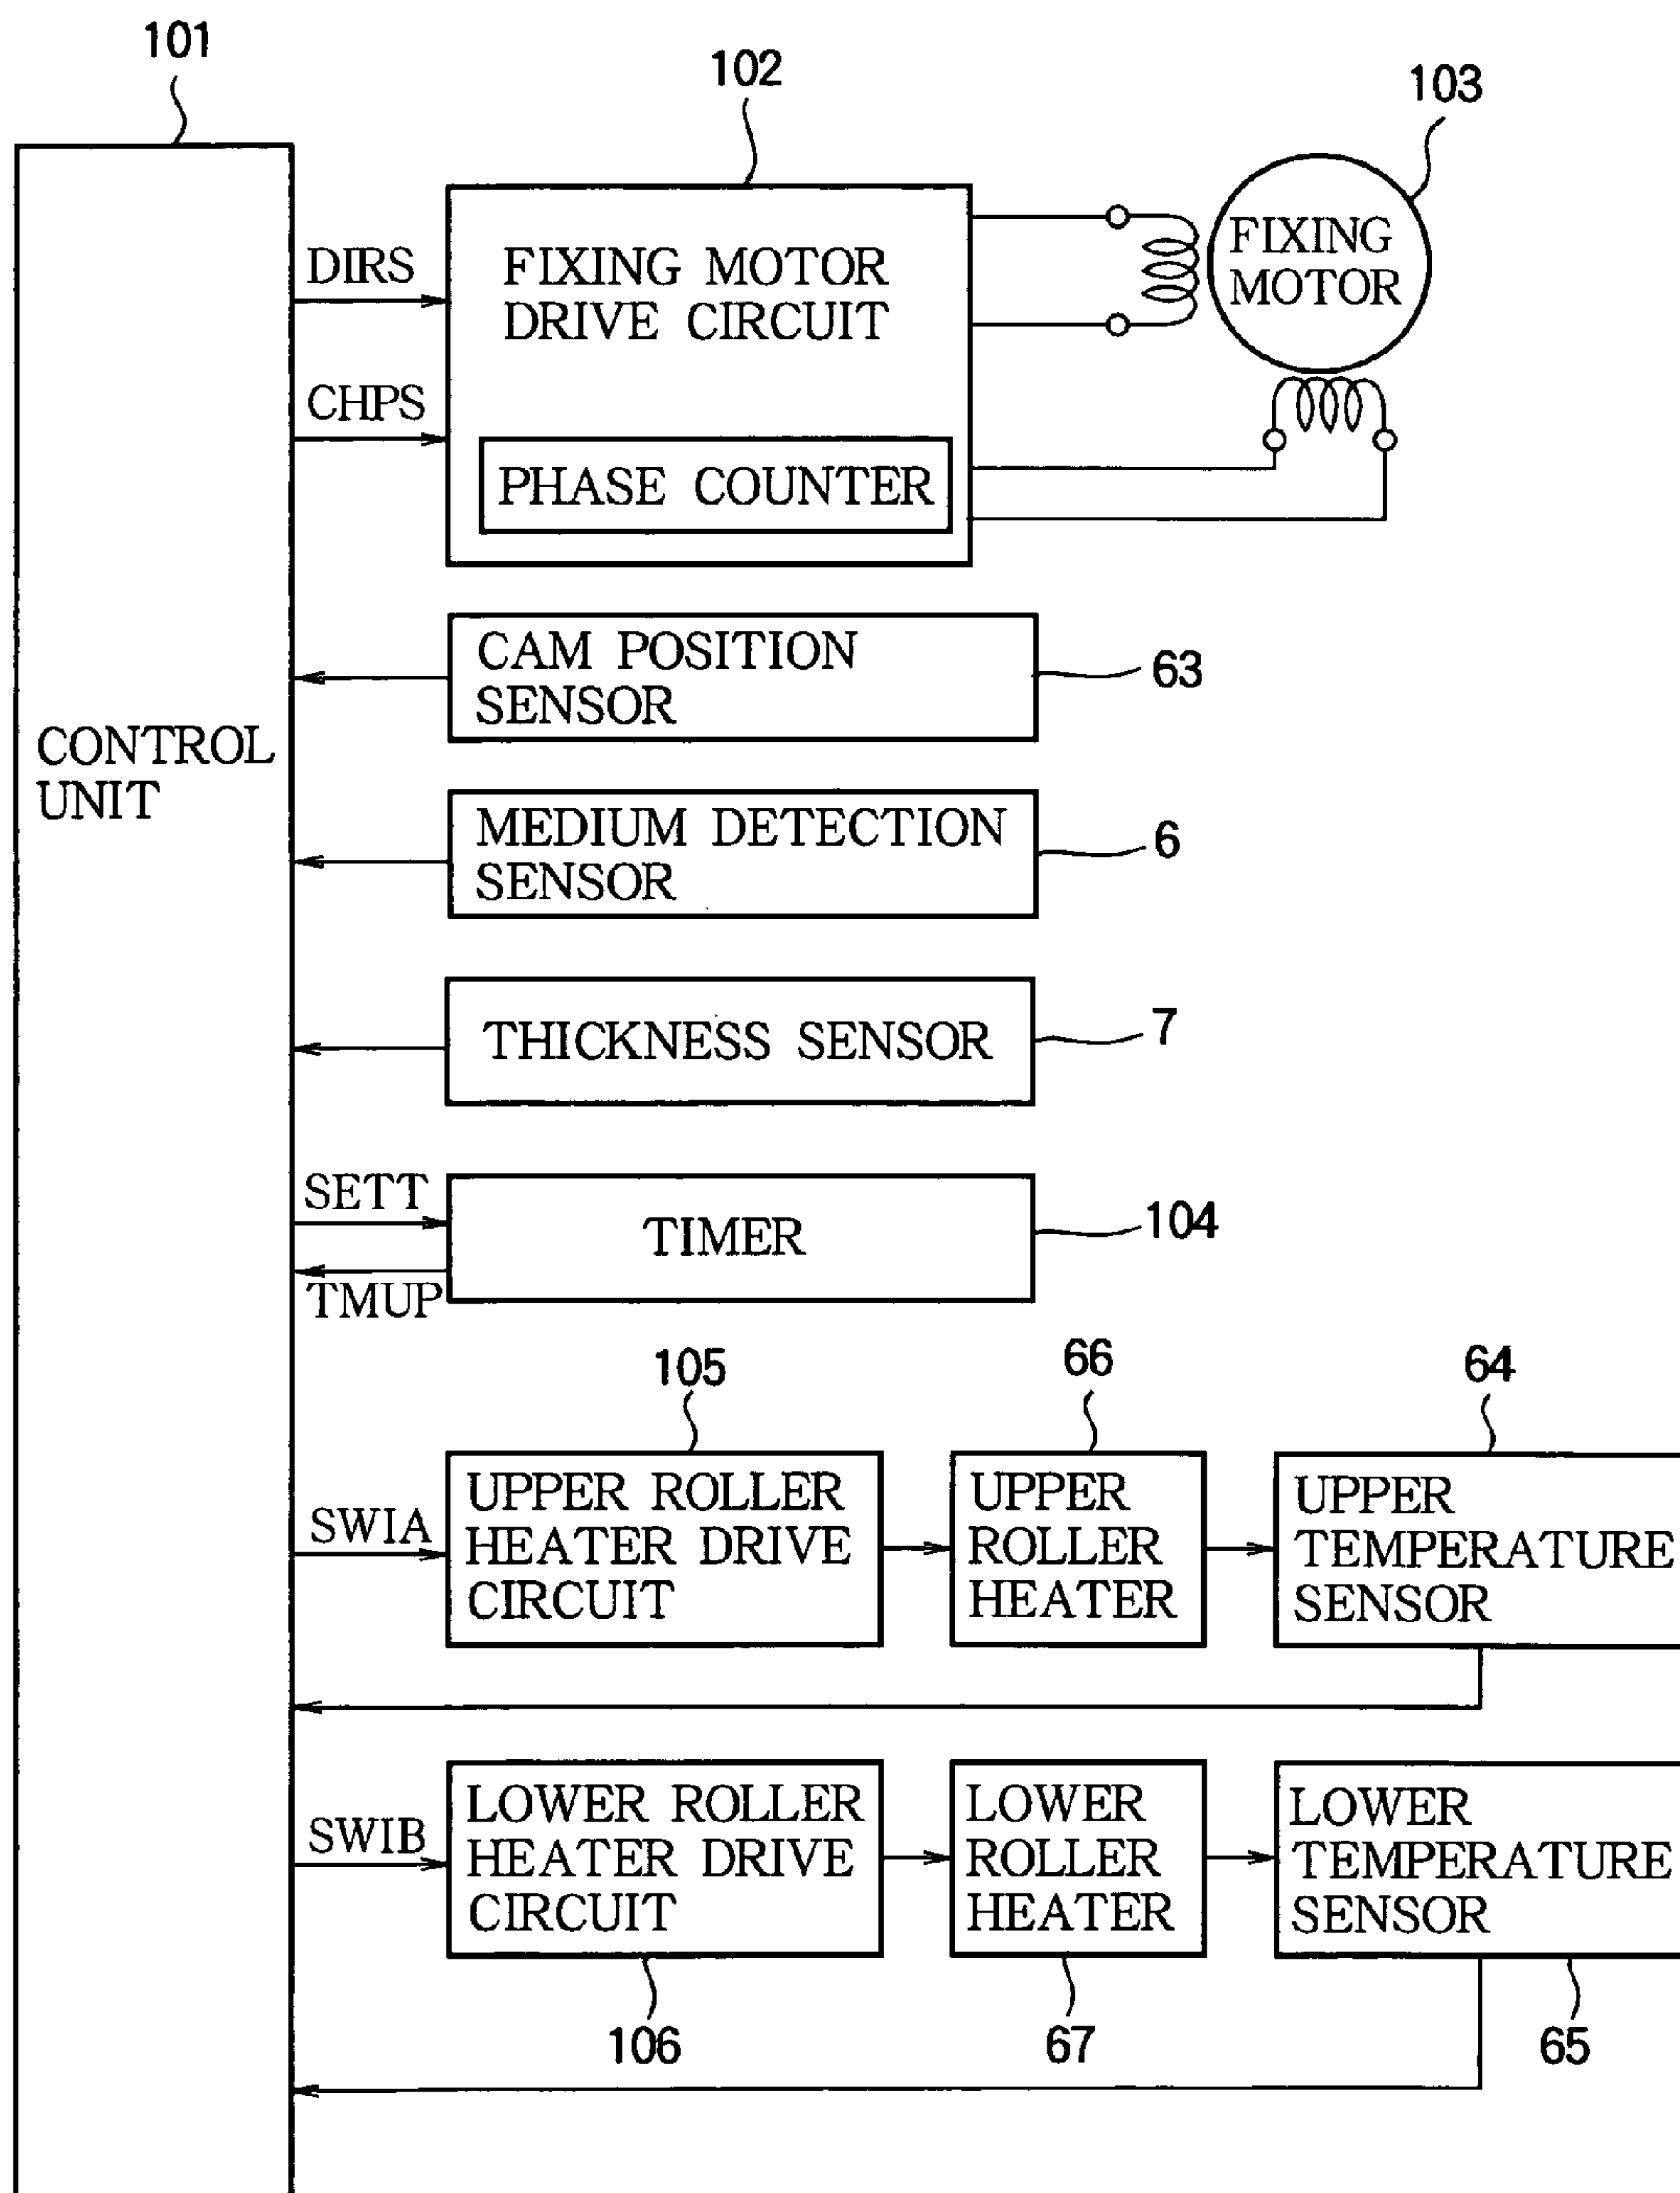 101
102
103
DIRS
FIXING MOTOR
DRIVE CIRCUIT
FIXING
MOTOR
CHPS
PHASE COUNTER
CONTROL
UNIT
CAM POSITION
SENSOR
63
MEDIUM DETECTION
SENSOR
6
THICKNESS SENSOR
7
SETT
TIMER
104
TMUP
105
66
64
SWIA
UPPER ROLLER
HEATER DRIVE
CIRCUIT
UPPER
ROLLER
HEATER
UPPER
TEMPERATURE
SENSOR
SWIB
LOWER ROLLER
HEATER DRIVE
CIRCUIT
LOWER
ROLLER
HEATER
LOWER
TEMPERATURE
SENSOR
106
67
65